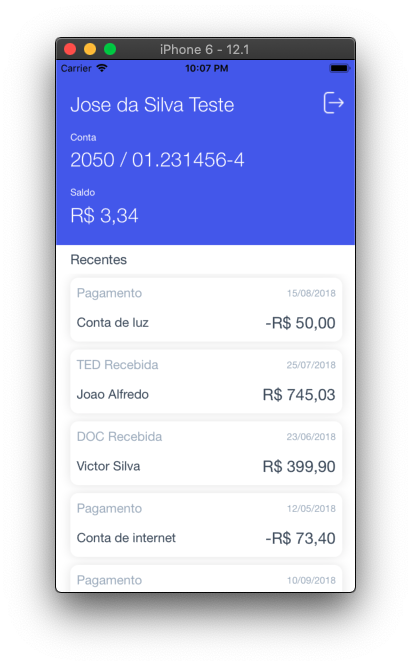 iPhone 6 - 12.1
Carrier 10:07 PM
Jose da Silva Teste
Conta
2050 / 01.231456-4
Saldo
R$ 3,34
Recentes
Pagamento 15/08/2018
Conta de luz -R$ 50,00
TED Recebida 25/07/2018
Joao Alfredo R$ 745,03
DOC Recebida 23/06/2018
Victor Silva R$ 399,90
Pagamento 12/05/2018
Conta de internet -R$ 73,40
Pagamento 10/09/2018